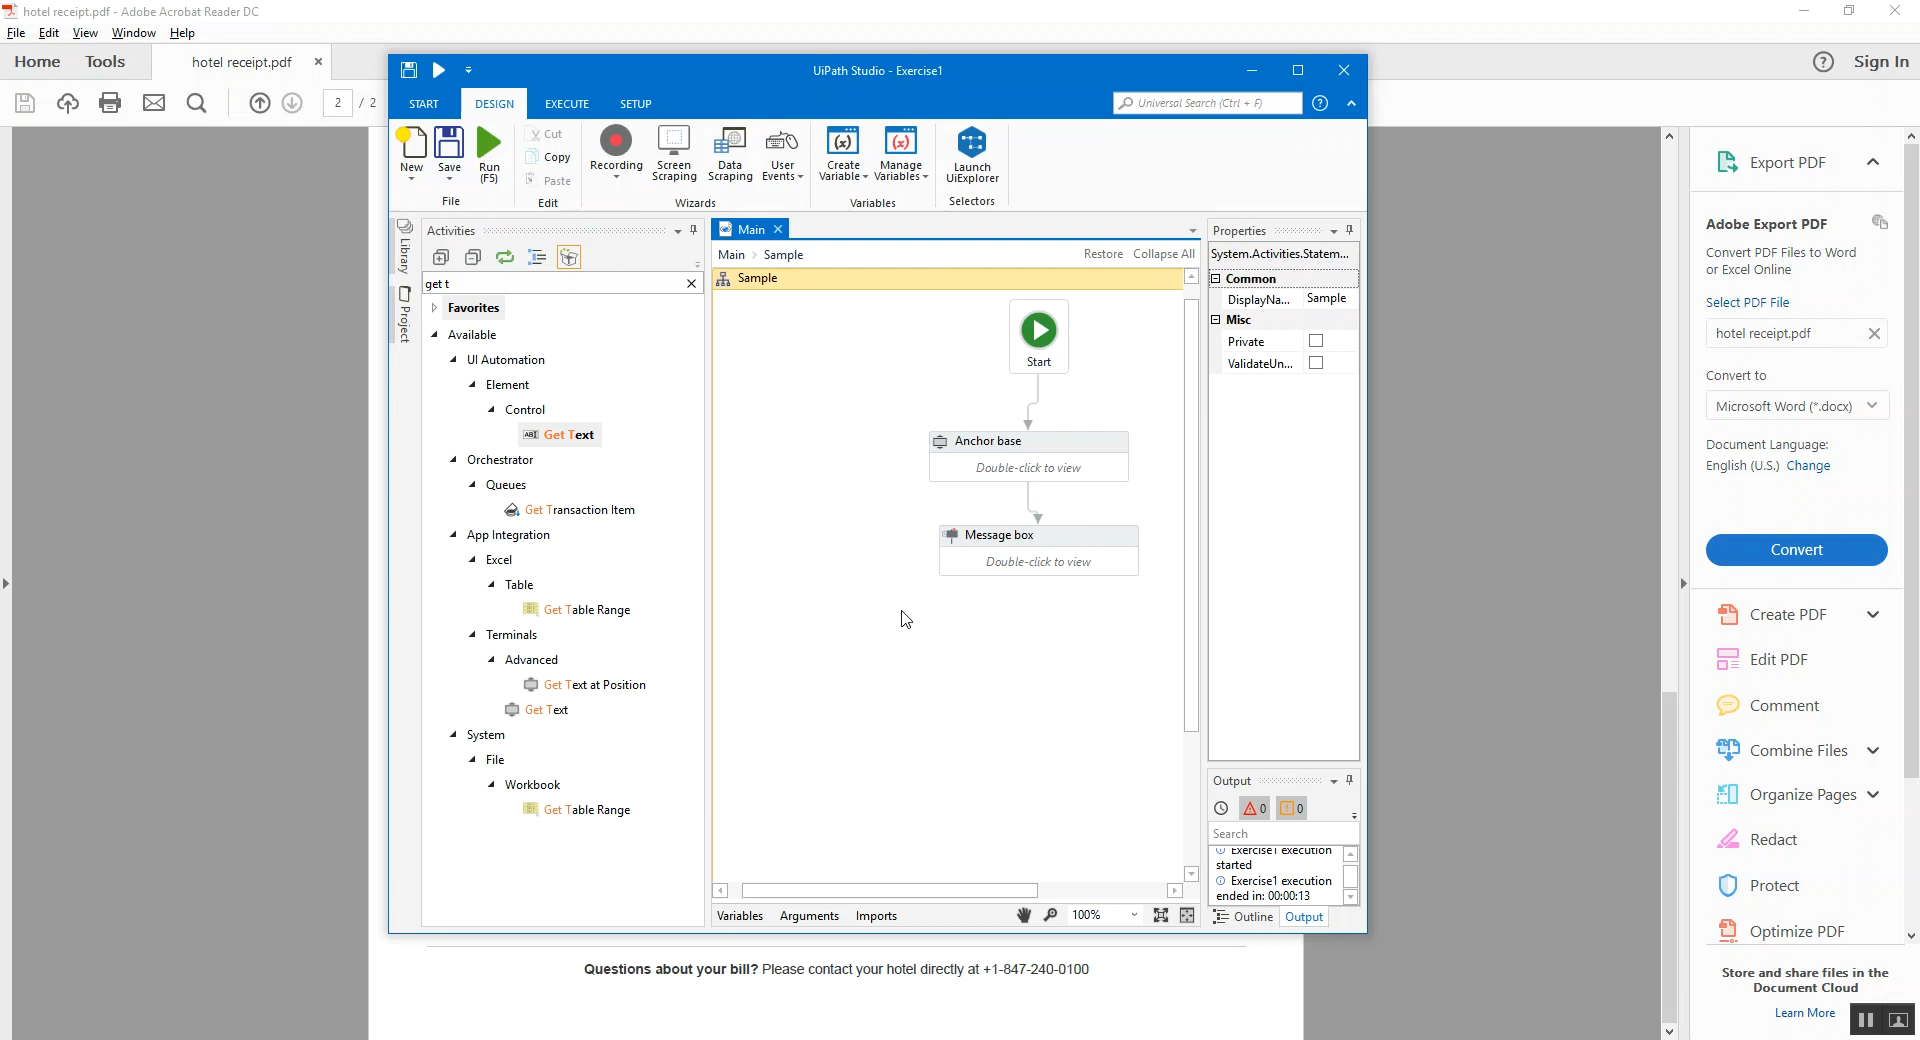 hotel receipt.pdf - Adobe Acrobat Reader DC
File Edit View Window Help
Home Tools hotel receipt.pdf Sign In
2 / 2
UiPath Studio - Exercise1
START DESIGN EXECUTE SETUP
Universal Search (Ctrl + F)
New
Save
Run
(F5)
File
Cut
Copy
Paste
Edit
Recording
Screen
Scraping
Data
Scraping
User
Events
Wizards
Create
Variable
Manage
Variables
Variables
Launch
UiExplorer
Selectors
Library
Project
Activities
get t
Favorites
Available
UI Automation
Element
Control
ABI Get Text
Orchestrator
Queues
Get Transaction Item
App Integration
Excel
Table
Get Table Range
Terminals
Advanced
Get Text at Position
Get Text
System
File
Workbook
Get Table Range
Main
Main Sample
Restore Collapse All
Sample
Start
Anchor base
Double-click to view
Message box
Double-click to view
Variables Arguments Imports
100%
Properties
System.Activities.Statem...
Common
DisplayNa... Sample
Misc
Private
ValidateUn...
Output
0 0
Search
Exercise1 execution
started
Exercise1 execution
ended in: 00:00:13
Outline Output
Export PDF
Adobe Export PDF
Convert PDF Files to Word
or Excel Online
Select PDF File
hotel receipt.pdf
Convert to
Microsoft Word (*.docx)
Document Language:
English (U.S.) Change
Convert
Create PDF
Edit PDF
Comment
Combine Files
Organize Pages
Redact
Protect
Optimize PDF
Store and share files in the
Document Cloud
Learn More
Questions about your bill? Please contact your hotel directly at +1-847-240-0100